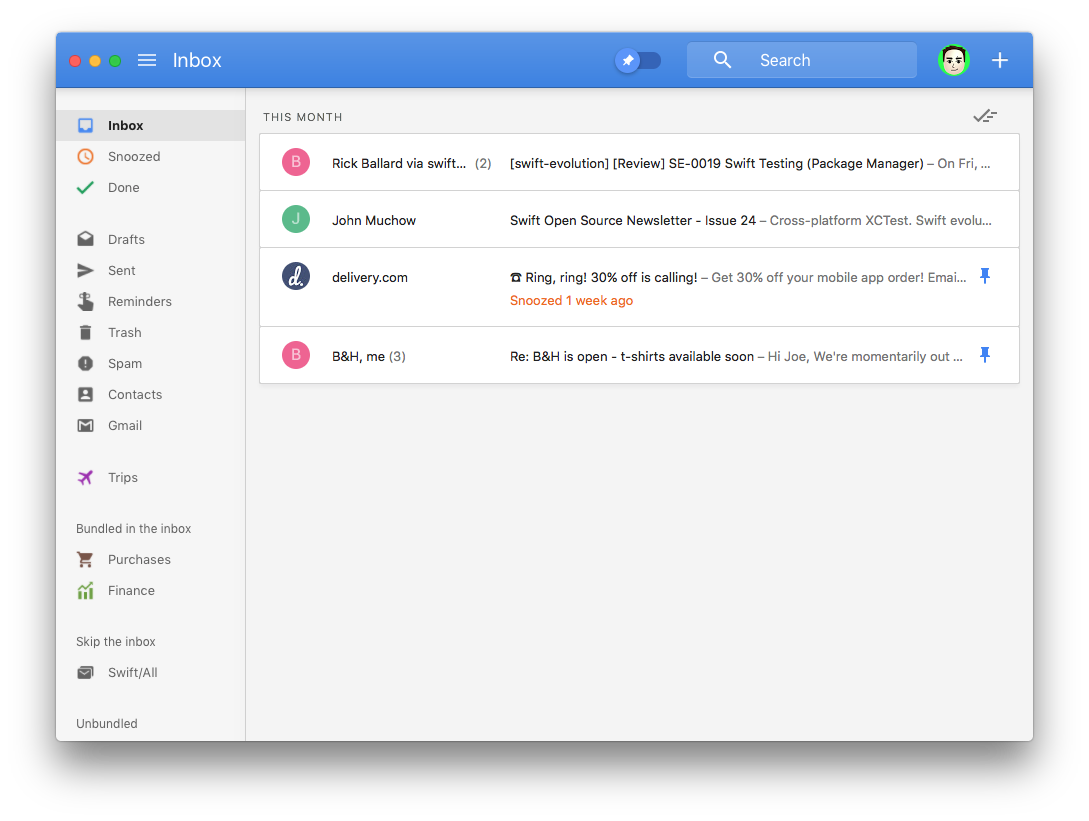 Inbox
Search
Inbox
Snoozed
Done
Drafts
Sent
Reminders
Trash
Spam
Contacts
Gmail
Trips
Bundled in the inbox
Purchases
Finance
Skip the inbox
Swift/All
Unbundled
THIS MONTH
B Rick Ballard via swift... (2) [swift-evolution] [Review] SE-0019 Swift Testing (Package Manager) – On Fri, ...
J John Muchow Swift Open Source Newsletter - Issue 24 – Cross-platform XCTest. Swift evolu...
d. delivery.com ☎ Ring, ring! 30% off is calling! – Get 30% off your mobile app order! Emai...
Snoozed 1 week ago
B B&H, me (3) Re: B&H is open - t-shirts available soon – Hi Joe, We're momentarily out ...